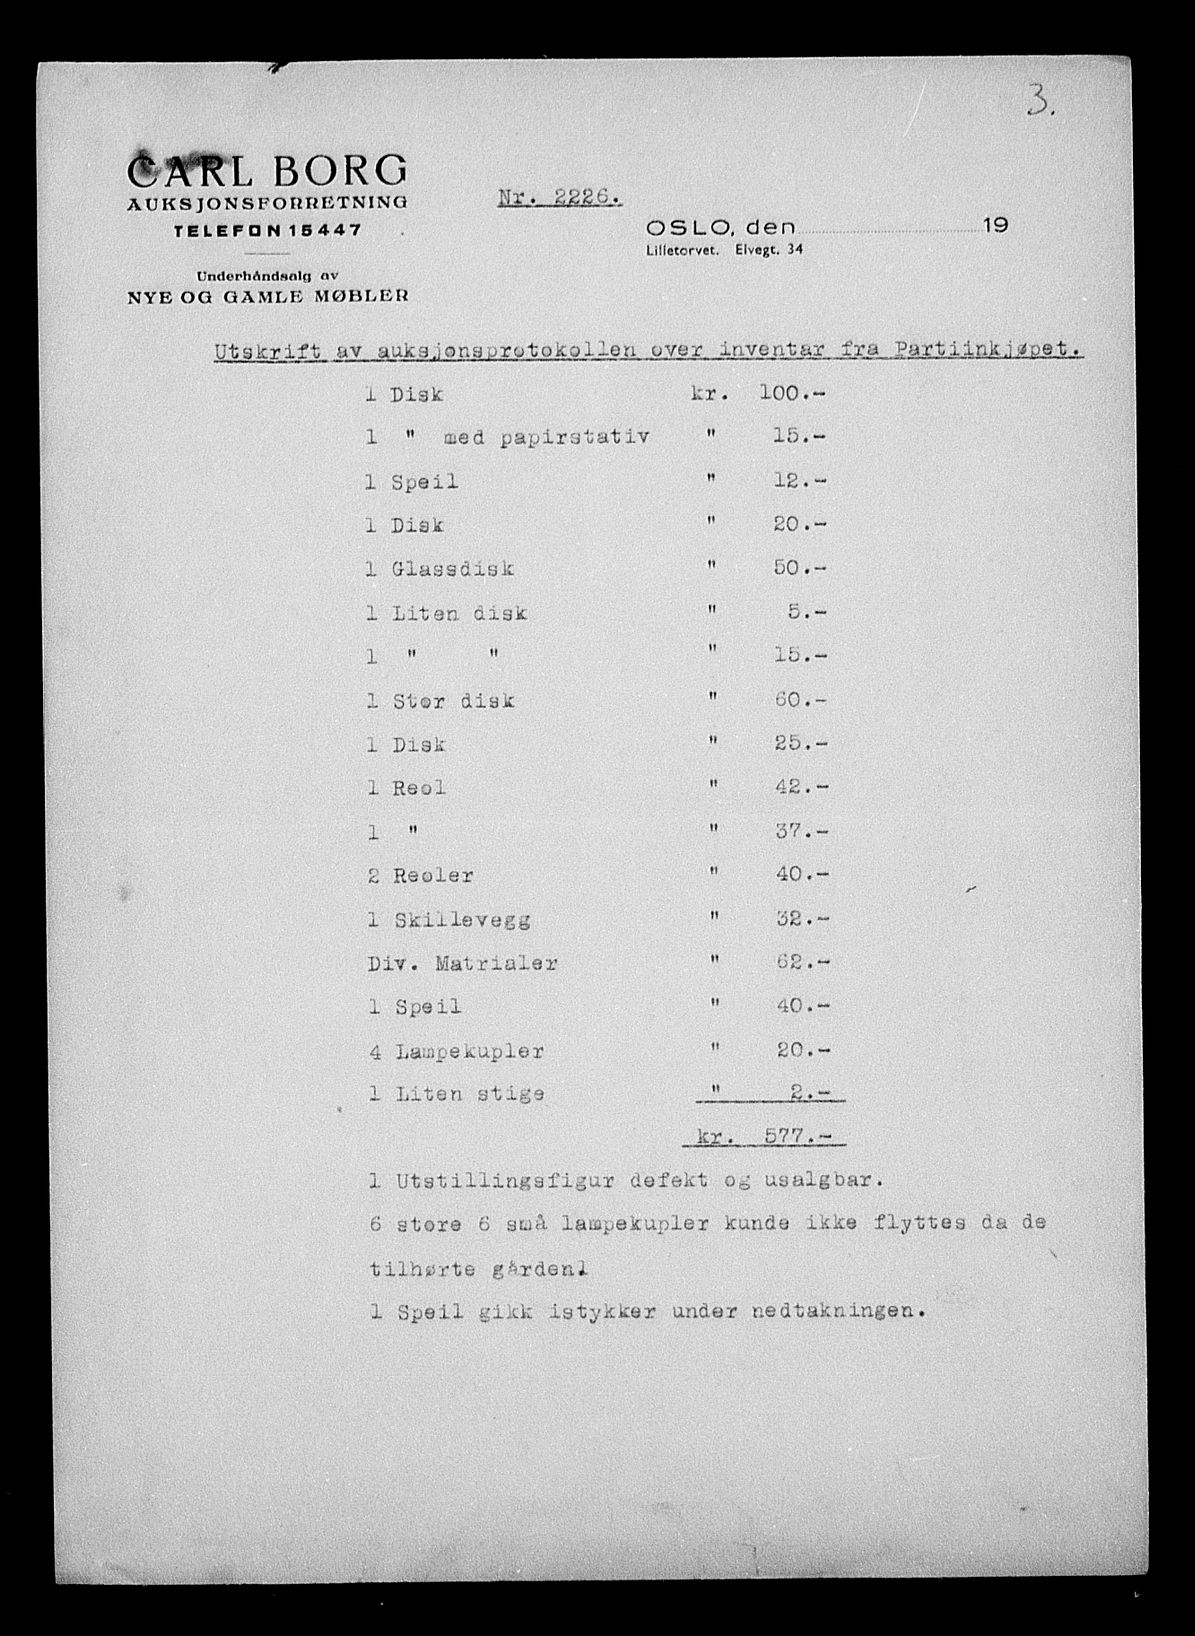 3.
CARL BORG
AUKSJONSFORRETNING
TELEFON 15447
Underhåndsalg av
NYE OG GAMLE MØBLER
Nr. 2226.
OSLO, den 19
Lilletorvet. Elvegt. 34
Utskrift av auksjonsprotokollen over inventar fra Partiinkjøpet.
1 Disk kr. 100.-
1 " med papirstativ " 15.-
1 Speil " 12.-
1 Disk " 20.-
1 Glassdisk " 50.-
1 Liten disk " 5.-
1 " " " 15.-
1 Stor disk " 60.-
1 Disk " 25.-
1 Reol " 42.-
1 " " 37.-
2 Reoler " 40.-
1 Skillevegg " 32.-
Div. Matrialer " 62.-
1 Speil " 40.-
4 Lampekupler " 20.-
1 Liten stige " 2.-
kr. 577.-
1 Utstillingsfigur defekt og usalgbar.
6 store 6 små lampekupler kunde ikke flyttes da de
tilhørte gården.
1 Speil gikk istykker under nedtakningen.